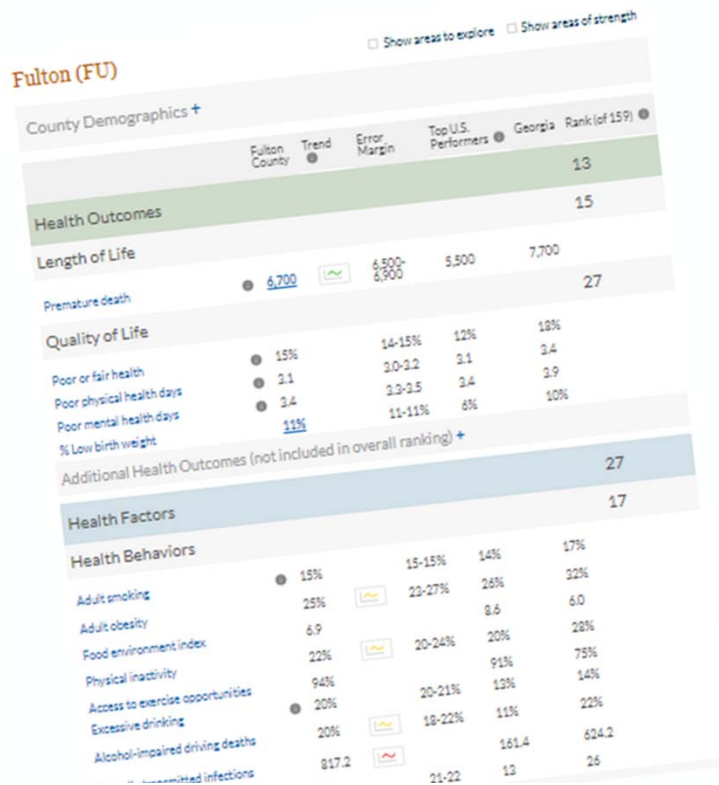 Show areas to explore Show areas of strength
Fulton (FU)
County Demographics +
Fulton County Trend Error Margin Top U.S. Performers Georgia Rank (of 159)
Health Outcomes 13
Length of Life 15
Premature death 6,700 6,500-6,900 5,500 7,700
Quality of Life 27
Poor or fair health 15% 14-15% 12% 18%
Poor physical health days 3.1 3.0-3.2 3.1 3.4
Poor mental health days 3.4 3.3-3.5 3.4 3.9
% Low birth weight 11% 11-11% 6% 10%
Additional Health Outcomes (not included in overall ranking) +
Health Factors 27
Health Behaviors 17
Adult smoking 15% 15-15% 14% 17%
Adult obesity 25% 23-27% 26% 32%
Food environment index 6.9 8.6 6.0
Physical inactivity 22% 20-24% 20% 28%
Access to exercise opportunities 94% 91% 75%
Excessive drinking 20% 20-21% 13% 14%
Alcohol-impaired driving deaths 20% 18-22% 11% 22%
transmitted infections 817.2 161.4 624.2
21-22 13 26